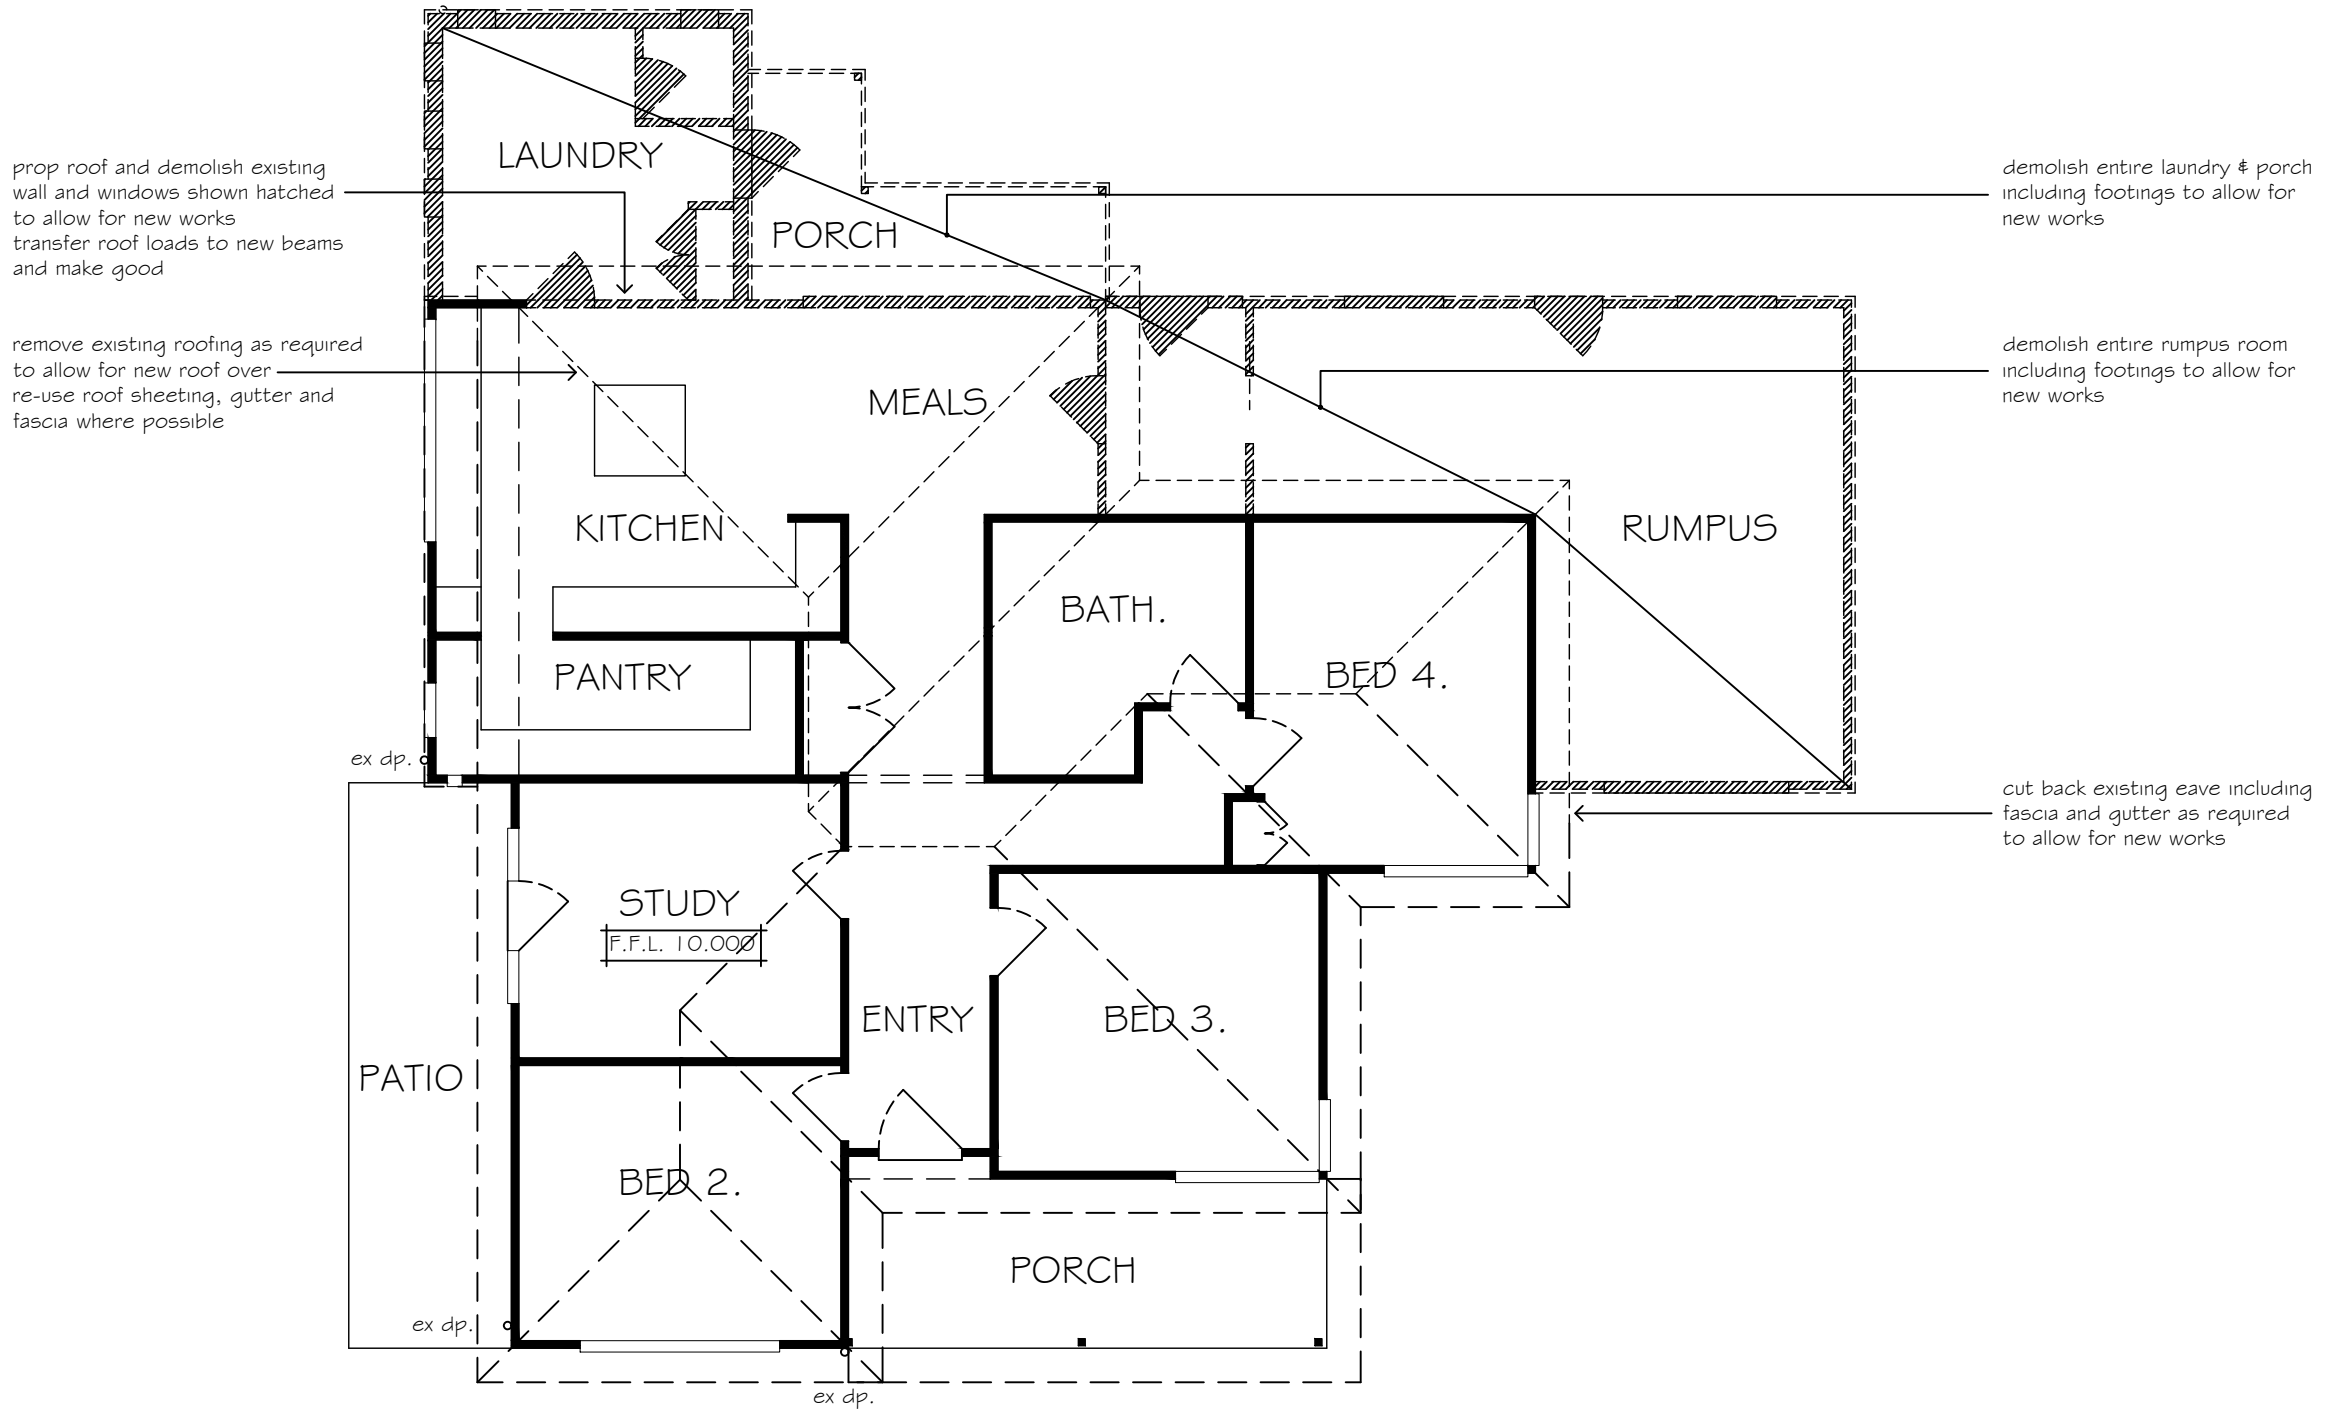 LAUNDRY
prop roof and demolish existing
wall and windows shown hatched
to allow for new works
transfer roof loads to new beams
and make good
demolish entire laundry & porch
including footings to allow for
new works
PORCH
remove existing roofing as required
to allow for new roof over
re-use roof sheeting, gutter and
fascia where possible
demolish entire rumpus room
including footings to allow for
new works
MEALS
KITCHEN
RUMPUS
BATH.
PANTRY
BED 4.
ex dp.
cut back existing eave including
fascia and gutter as required
to allow for new works
STUDY
F.F.L. 10.000
ENTRY
BED 3.
PATIO
BED 2.
PORCH
ex dp.
ex dp.